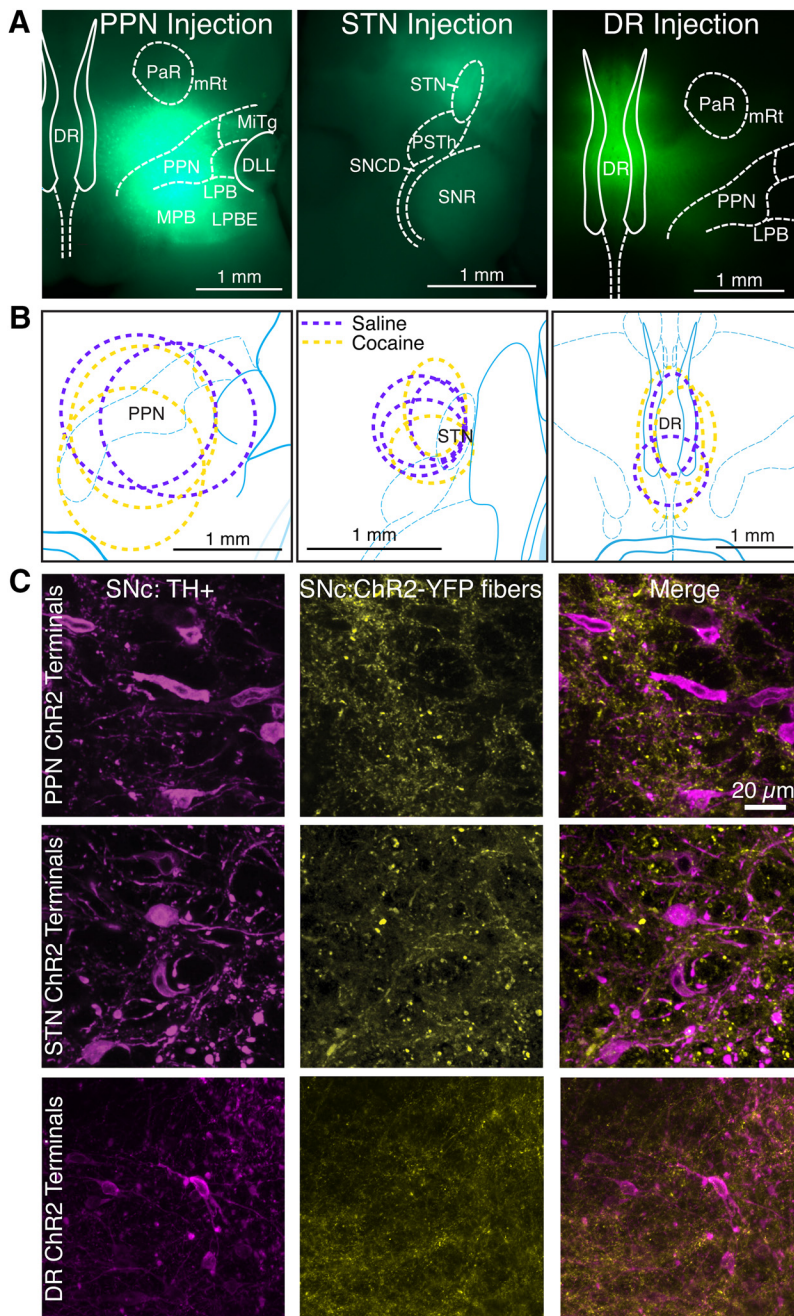 A
PPN Injection
STN Injection
DR Injection
PaR
mRt
DR
MiTg
PPN
DLL
LPB
MPB
LPBE
1 mm
STN
PSTh
SNCD
SNR
1 mm
PaR
mRt
DR
PPN
LPB
1 mm
B
Saline
Cocaine
PPN
STN
DR
1 mm
1 mm
1 mm
C
SNc: TH+
SNc:ChR2-YFP fibers
Merge
PPN ChR2 Terminals
20 µm
STN ChR2 Terminals
DR ChR2 Terminals